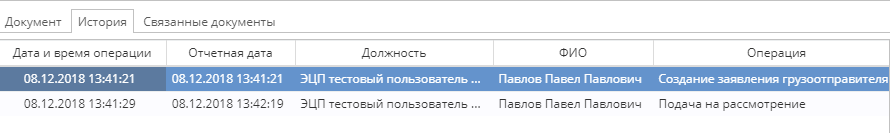 Документ История Связанные документы
Дата и время операции Отчетная дата Должность ФИО Операция
08.12.2018 13:41:21 08.12.2018 13:41:21 ЭЦП тестовый пользователь ... Павлов Павел Павлович Создание заявления грузоотправителя
08.12.2018 13:41:29 08.12.2018 13:42:19 ЭЦП тестовый пользователь ... Павлов Павел Павлович Подача на рассмотрение